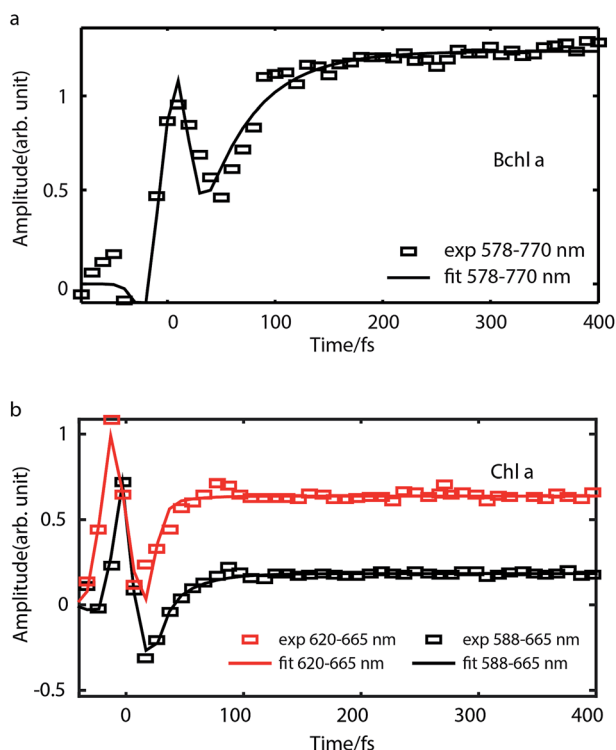 a
Amplitude(arb. unit)
1
0.5
0
Bchl a
exp 578-770 nm
fit 578-770 nm
0
100
200
300
400
Time/fs
b
Amplitude(arb. unit)
1
0.5
0
-0.5
Chl a
exp 620-665 nm
exp 588-665 nm
fit 620-665 nm
fit 588-665 nm
0
100
200
300
400
Time/fs